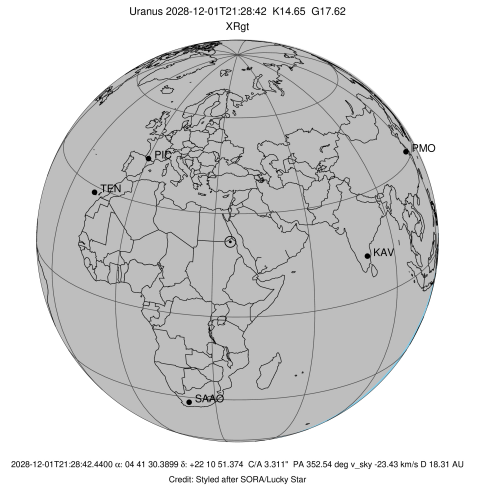 Uranus 2028-12-01T21:28:42 K14.65 G17.62
XRgt
PMO
PIC
TEN
KAV
SAAO
2028-12-01T21:28:42.4400 α: 04 41 30.3899 δ: +22 10 51.374 C/A 3.311" PA 352.54 deg v_sky -23.43 km/s D 18.31 AU
Credit: Styled after SORA/Lucky Star